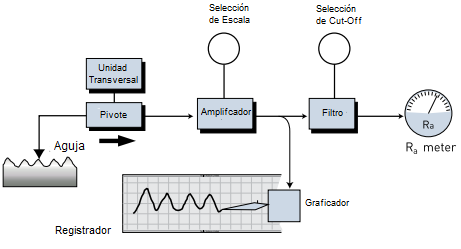 Selección
de Escala
Selección
de Cut-Off
Unidad
Transversal
Pivote
Amplifcador
Filtro
Ra
Ra meter
Aguja
Graficador
Registrador